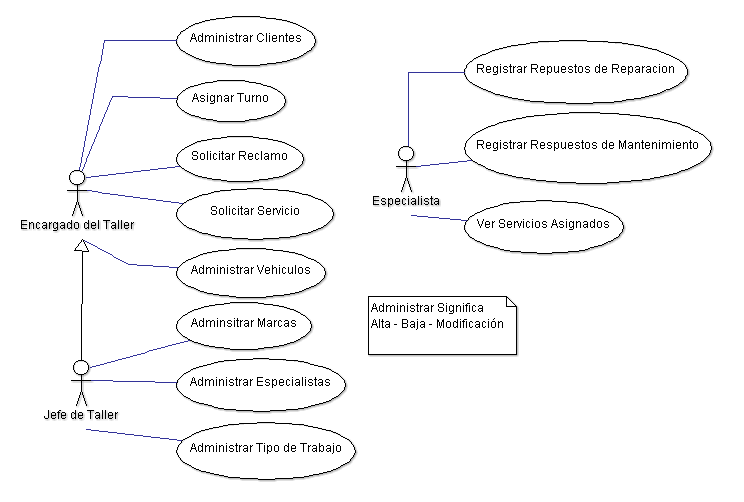 Administrar Clientes
Asignar Turno
Solicitar Reclamo
Solicitar Servicio
Encargado del Taller
Administrar Vehiculos
Adminsitrar Marcas
Administrar Especialistas
Jefe de Taller
Administrar Tipo de Trabajo
Registrar Repuestos de Reparacion
Registrar Respuestos de Mantenimiento
Especialista
Ver Servicios Asignados
Administrar Significa
Alta - Baja - Modificación